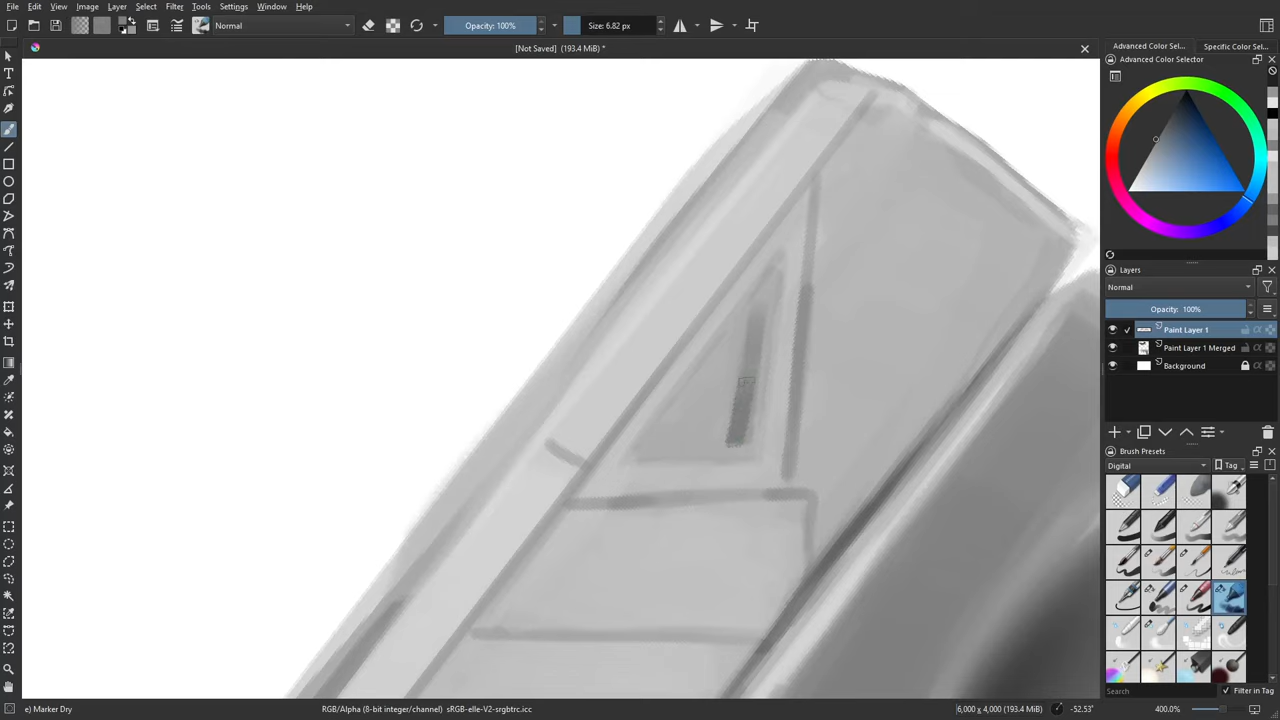 File Edit View Image Layer Select Filter Tools Settings Window Help
Normal
Opacity: 100%
Size: 6.82 px
[Not Saved] (193.4 MiB) *
Advanced Color Sel...
Specific Color Sel...
Advanced Color Selector
Layers
Normal
Opacity: 100%
Paint Layer 1
Paint Layer 1 Merged
Background
Brush Presets
Digital
Tag
Search
Filter in Tag
e) Marker Dry
RGB/Alpha (8-bit integer/channel) sRGB-elle-V2-srgbtrc.icc
6,000 x 4,000 (193.4 MiB)
-52.53°
400.0%